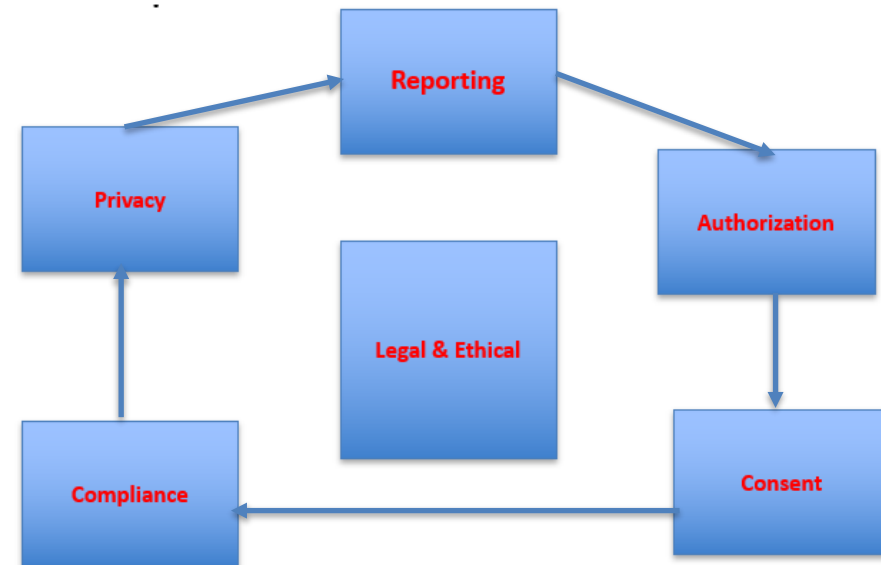 Reporting
Privacy
Authorization
Legal & Ethical
Compliance
Consent